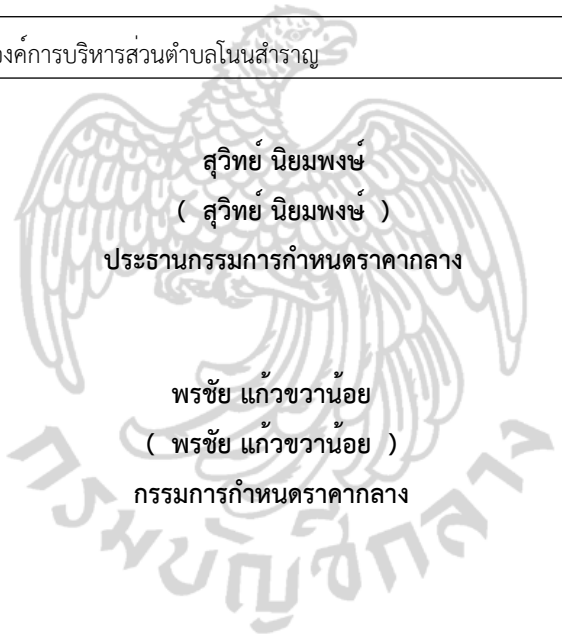 องค์การบริหารส่วนตำบลโนนสำราญ
สุวิทย์ นิยมพงษ์
( สุวิทย์ นิยมพงษ์ )
ประธานกรรมการกำหนดราคากลาง
พรชัย แก้วขวาน้อย
( พรชัย แก้วขวาน้อย )
กรรมการกำหนดราคากลาง
กรมบัญชีกลาง